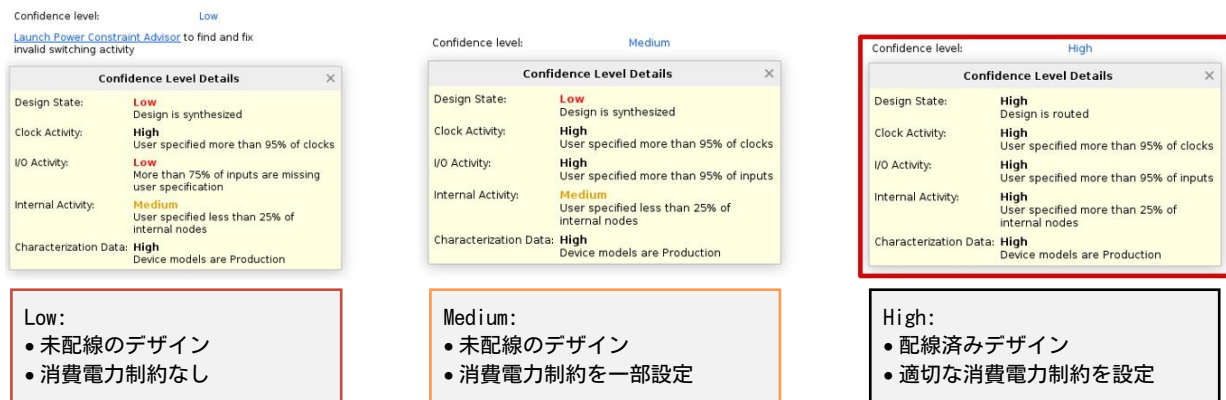 Confidence level: Low
Launch Power Constraint Advisor to find and fix
invalid switching activity
Confidence Level Details ×
Design State: Low
Design is synthesized
Clock Activity: High
User specified more than 95% of clocks
I/O Activity: Low
More than 75% of inputs are missing
user specification
Internal Activity: Medium
User specified less than 25% of
internal nodes
Characterization Data: High
Device models are Production
Low:
• 未配線のデザイン
• 消費電力制約なし
Confidence level: Medium
Confidence Level Details ×
Design State: Low
Design is synthesized
Clock Activity: High
User specified more than 95% of clocks
I/O Activity: High
User specified more than 95% of inputs
Internal Activity: Medium
User specified less than 25% of
internal nodes
Characterization Data: High
Device models are Production
Medium:
• 未配線のデザイン
• 消費電力制約を一部設定
Confidence level: High
Confidence Level Details ×
Design State: High
Design is routed
Clock Activity: High
User specified more than 95% of clocks
I/O Activity: High
User specified more than 95% of inputs
Internal Activity: High
User specified more than 25% of
internal nodes
Characterization Data: High
Device models are Production
High:
• 配線済みデザイン
• 適切な消費電力制約を設定